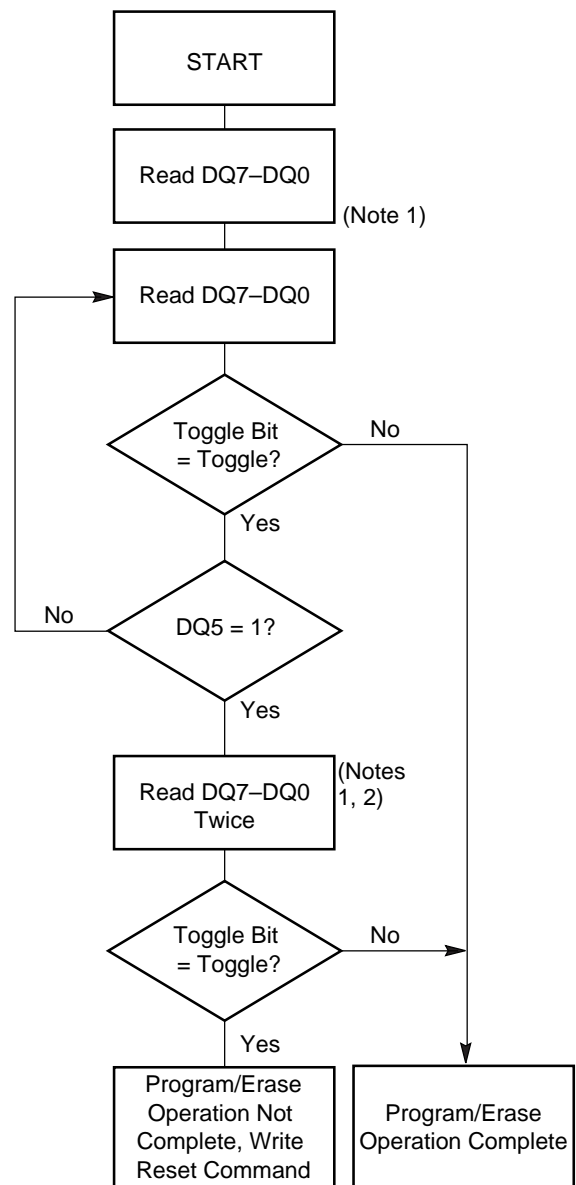 START
Read DQ7–DQ0
(Note 1)
Read DQ7–DQ0
Toggle Bit
= Toggle?
No
Yes
No
DQ5 = 1?
Yes
Read DQ7–DQ0
Twice
(Notes
1, 2)
Toggle Bit
= Toggle?
No
Yes
Program/Erase
Operation Not
Complete, Write
Reset Command
Program/Erase
Operation Complete